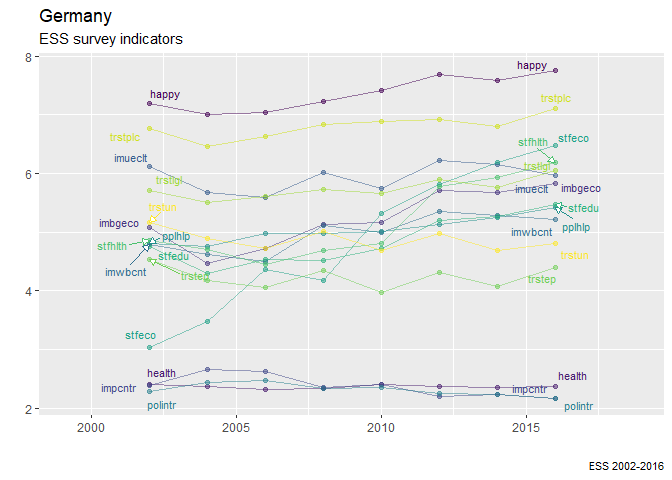 Germany
ESS survey indicators
8
happy
happy
trstplc
trstplc
stfeco
stfhlth
imueclt
6
trstlgl
trstlgl
imueclt
imbgeco
trstun
stfedu
imbgeco
pplhlp
pplhlp
stfhlth
imwbcnt
stfedu
trstun
imwbcnt
trstep
trstep
4
stfeco
health
health
impcntr
impcntr
polintr
polintr
2
2000
2005
2010
2015
ESS 2002-2016